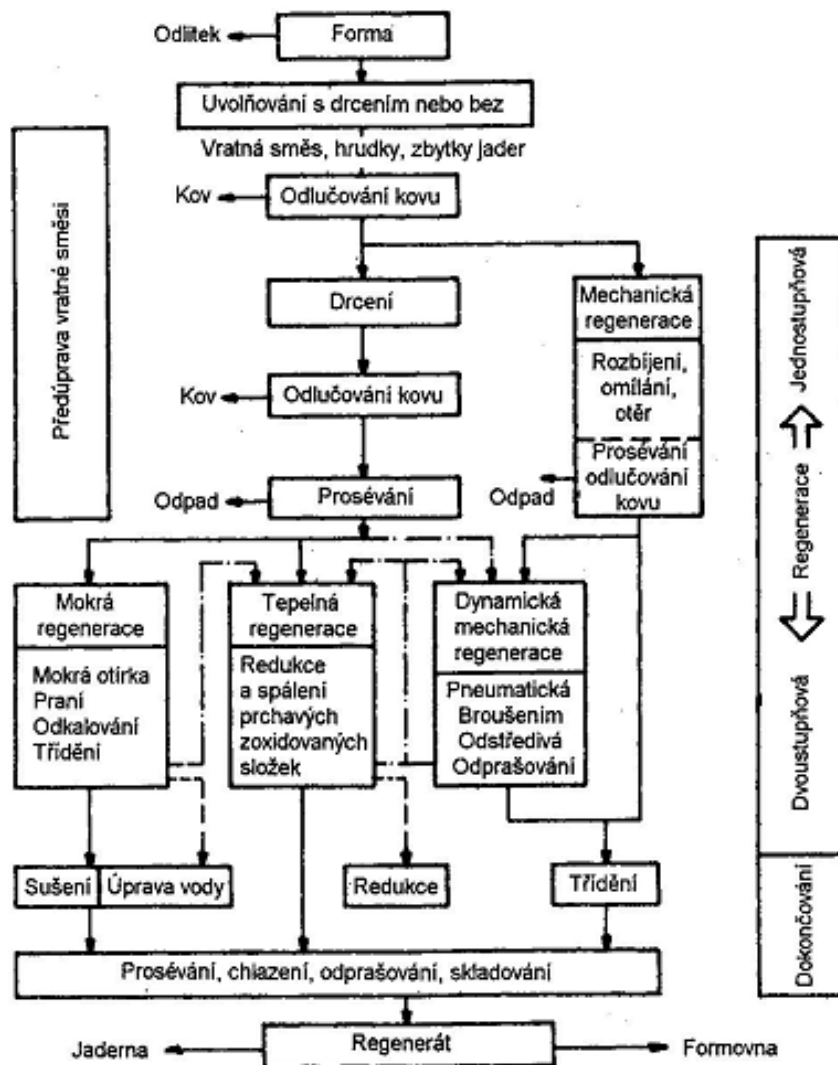 Odlitek
Forma
Uvolňování s drcením nebo bez
Vratná směs, hrudky, zbytky jader
Kov
Odlučování kovu
Předúprava vratné směsi
Drcení
Mechanická
regenerace
Rozbíjení,
omílání,
otěr
Prosévání
odlučování
kovu
Kov
Odlučování kovu
Odpad
Prosévání
Odpad
Jednostupňová
Regenerace
Dvoustupňová
Mokrá
regenerace
Mokrá otírka
Praní
Odkalování
Třídění
Tepelná
regenerace
Redukce
a spálení
prchavých
zoxidovaných
složek
Dynamická
mechanická
regenerace
Pneumatická
Broušením
Odstředivá
Odprašování
Sušení
Úprava vody
Redukce
Třídění
Dokončování
Prosévání, chlazení, odprašování, skladování
Jaderna
Regenerát
Formovna